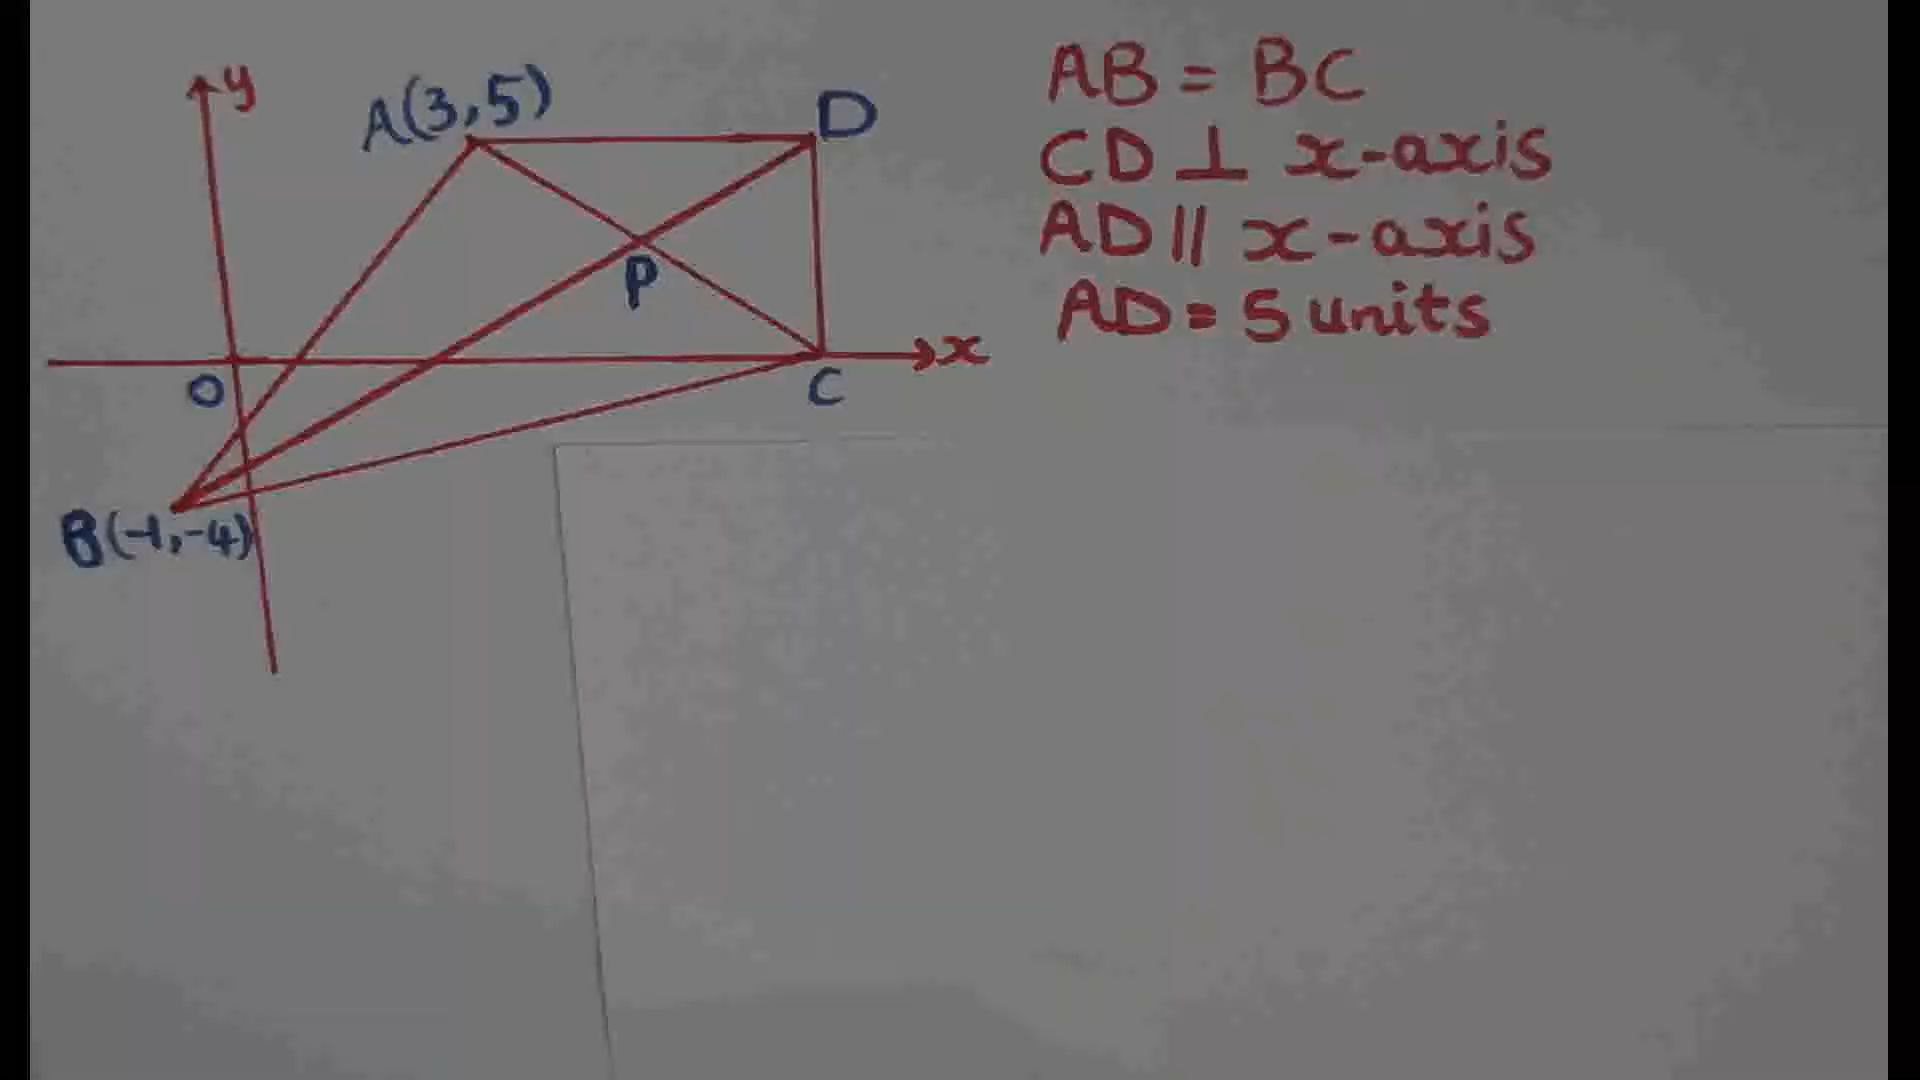 y
A(3,5)
D
P
O
C
x
B(-1,-4)
AB = BC
CD ⊥ x-axis
AD || x-axis
AD = 5 units